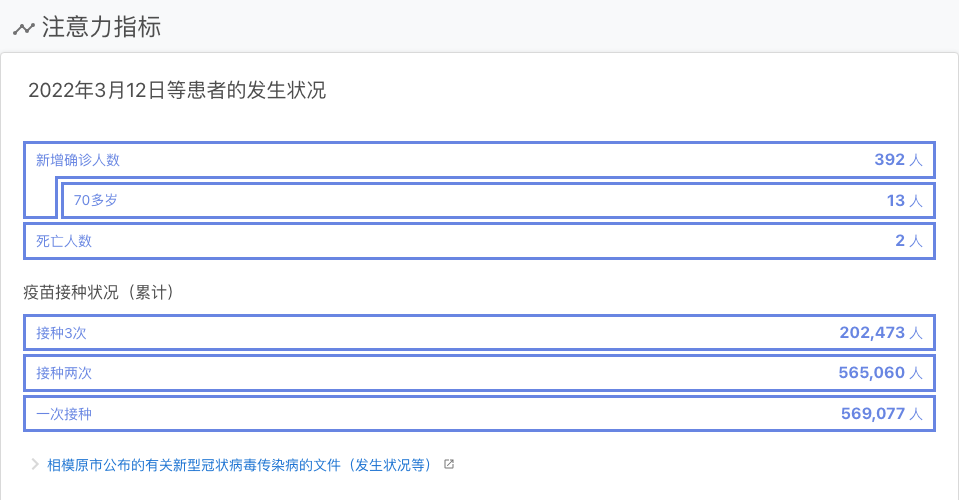 注意力指标
2022年3月12日等患者的发生状况
新增确诊人数 392 人
70多岁 13 人
死亡人数 2 人
疫苗接种状况（累计）
接种3次 202,473 人
接种两次 565,060 人
一次接种 569,077 人
相模原市公布的有关新型冠状病毒传染病的文件（发生状况等）